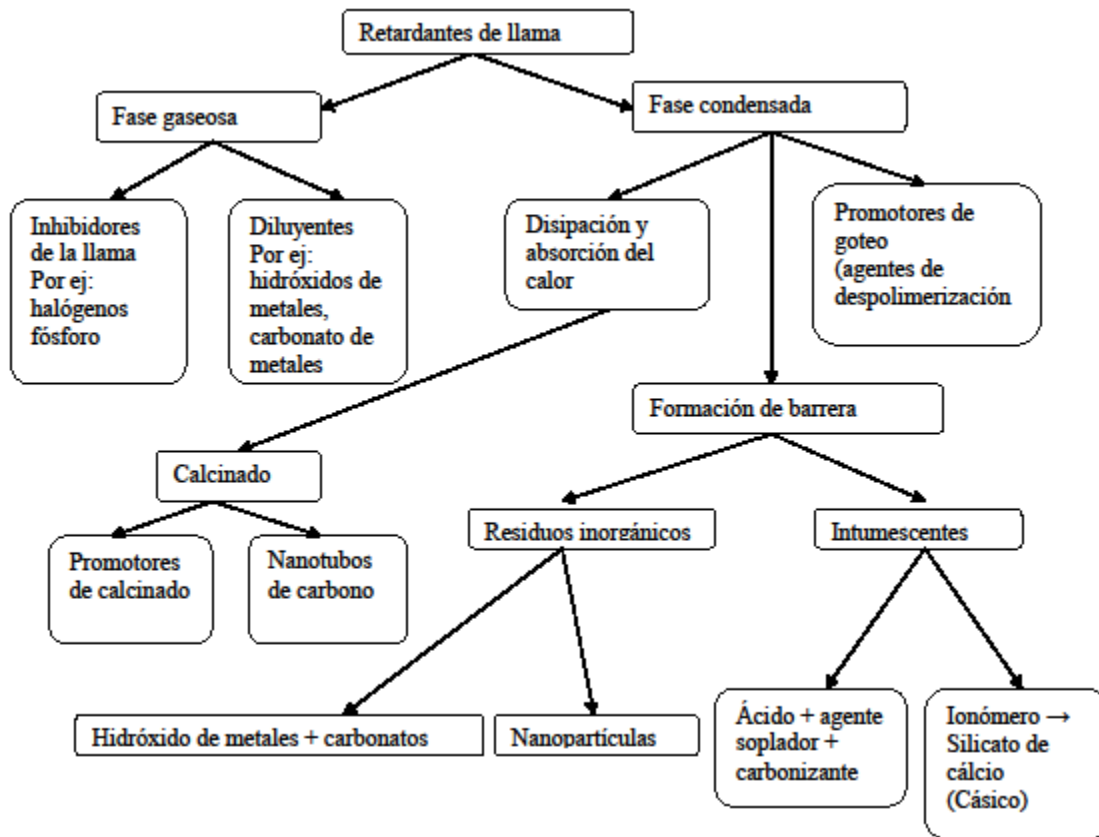 Retardantes de llama
Fase gaseosa
Fase condensada
Inhibidores
de la llama
Por ej:
halógenos
fósforo
Diluyentes
Por ej:
hidróxidos de
metales,
carbonato de
metales
Disipación y
absorción del
calor
Promotores de
goteo
(agentes de
despolimerización
Formación de barrera
Calcinado
Residuos inorgánicos
Intumescentes
Promotores
de calcinado
Nanotubos
de carbono
Hidróxido de metales + carbonatos
Nanopartículas
Ácido + agente
soplador +
carbonizante
Ionómero →
Silicato de
cálcio
(Cásico)